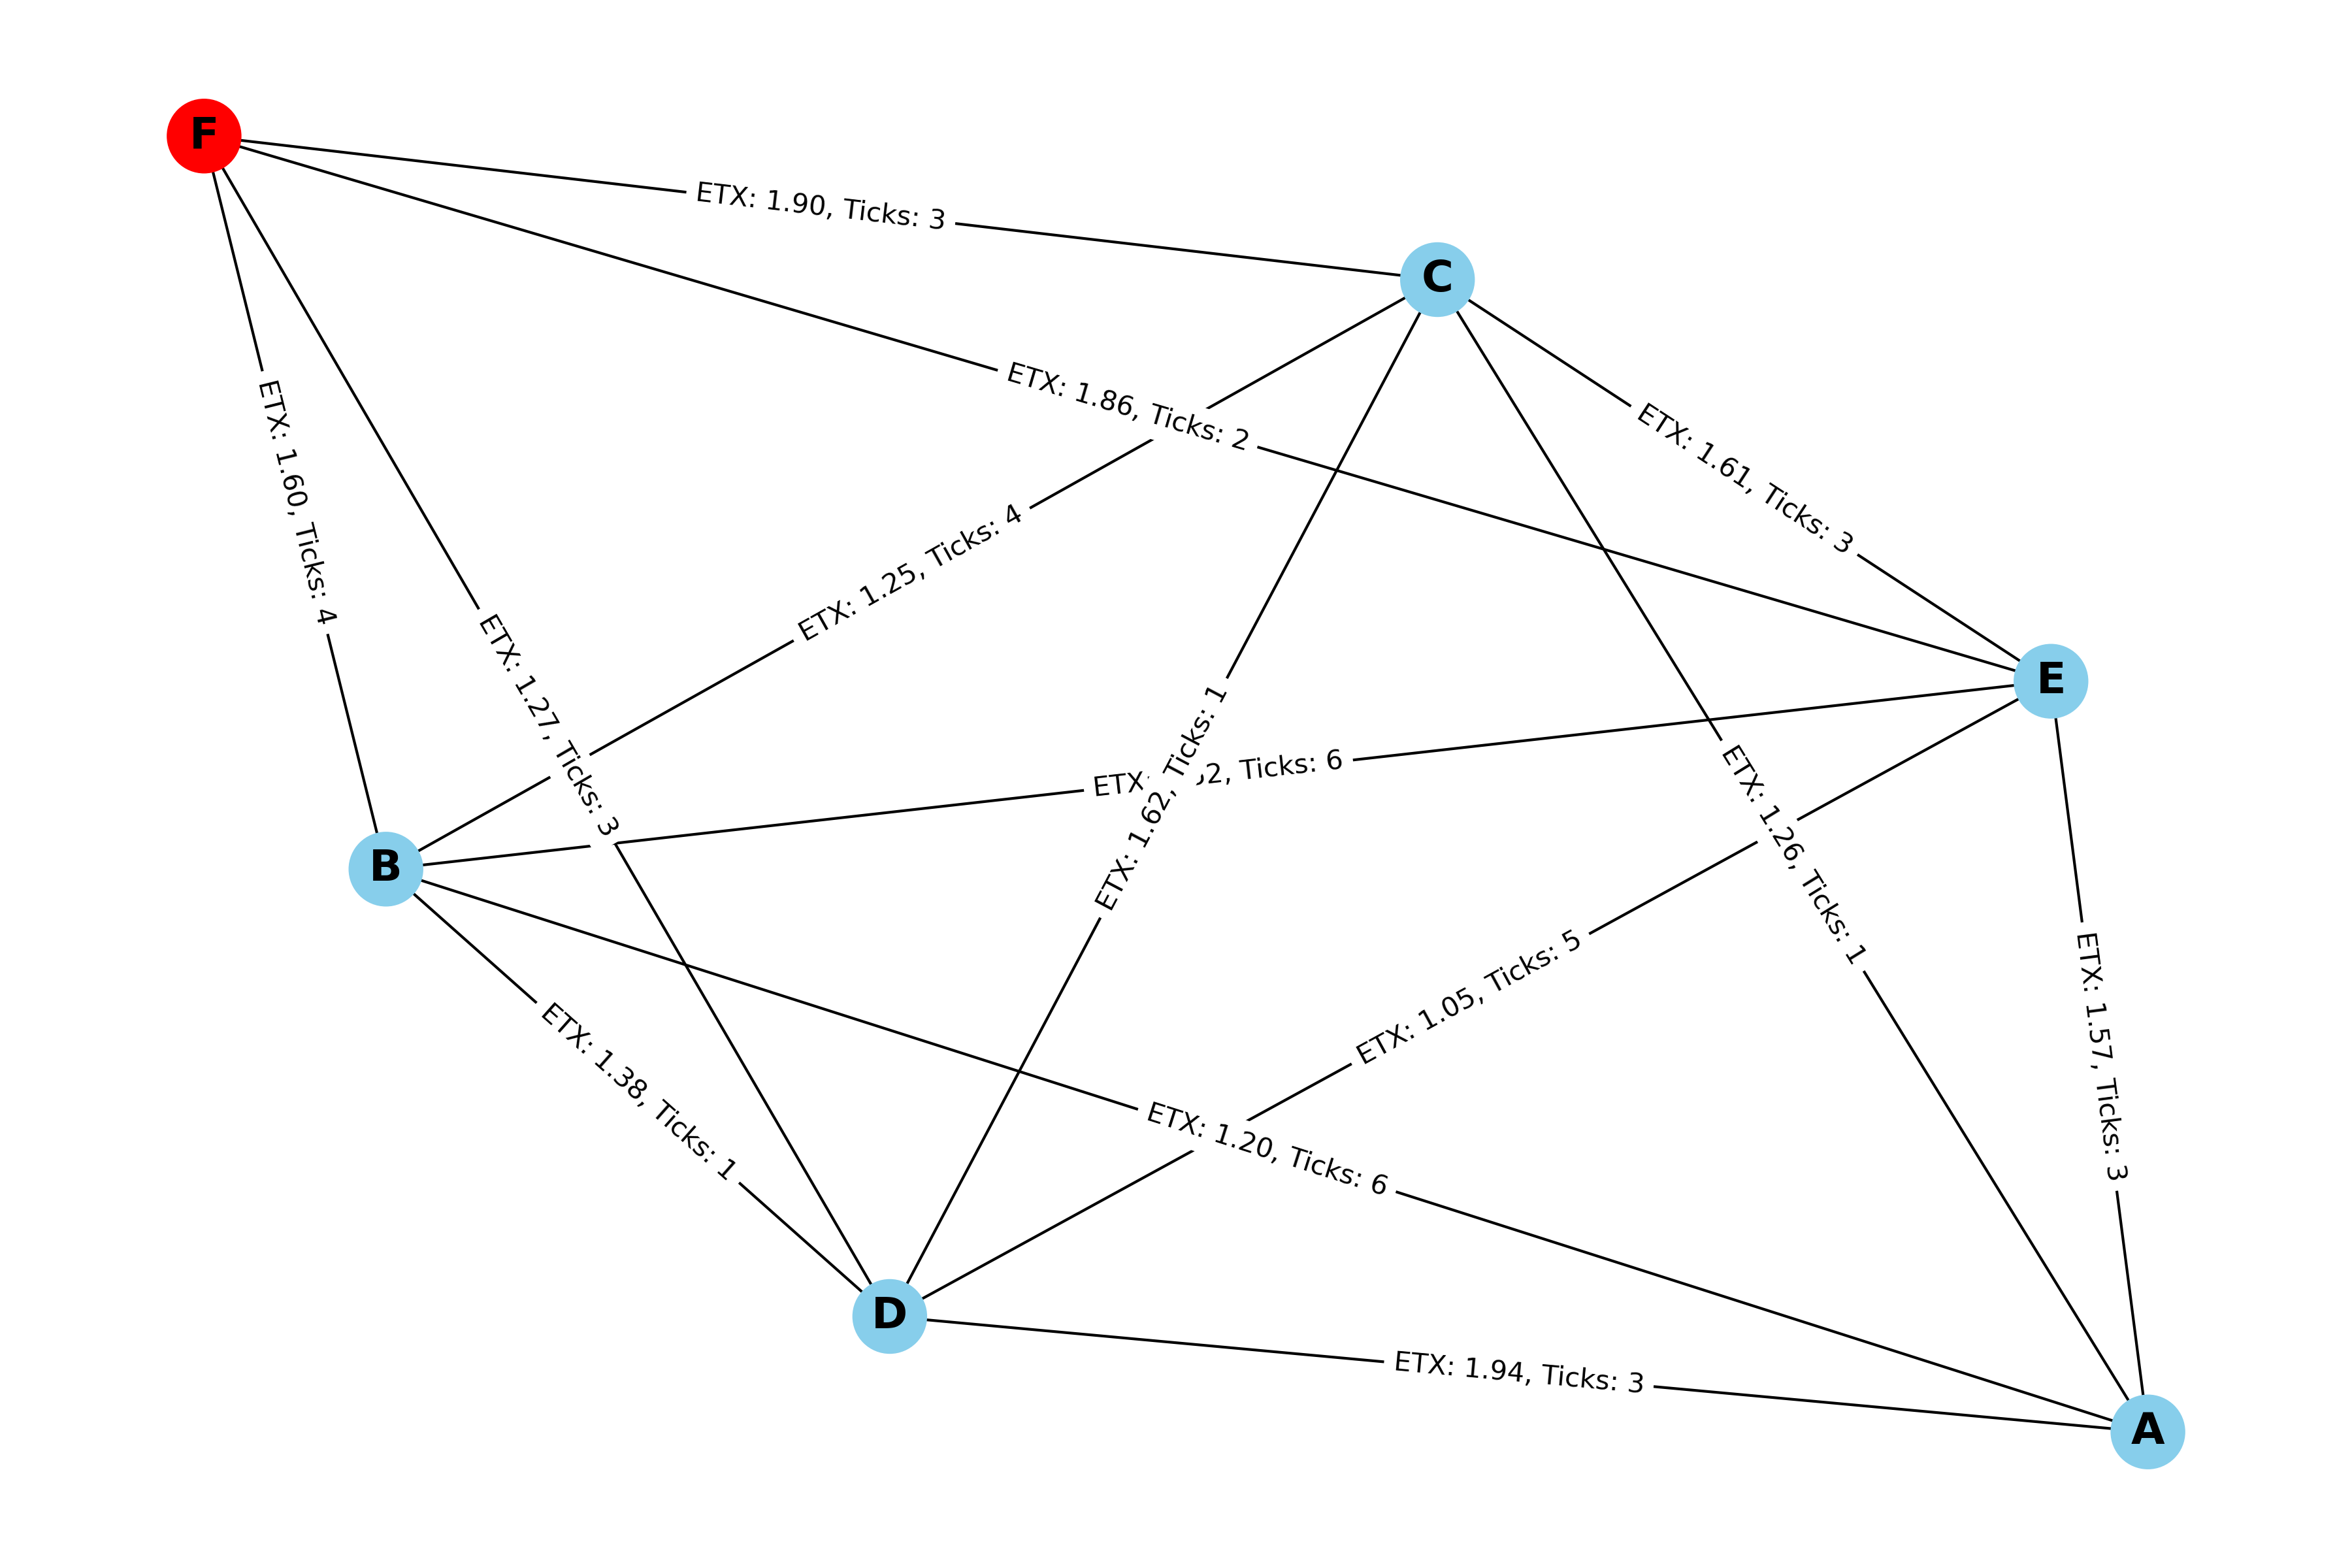 F
ETX: 1.90, Ticks: 3
C
ETX: 1.86, Ticks: 2
ETX: 1.61, Ticks: 3
ETX: 1.60, Ticks: 4
ETX: 1.25, Ticks: 4
ETX: 1.27, Ticks: 3
E
ETX: 1.62, Ticks: 1
ETX Ticks: 6
ETX: 1.26, Ticks: 1
B
ETX: 1.05, Ticks: 5
ETX: 1.57, Ticks: 3
ETX: 1.38, Ticks: 1
ETX: 1.20, Ticks: 6
D
ETX: 1.94, Ticks: 3
A